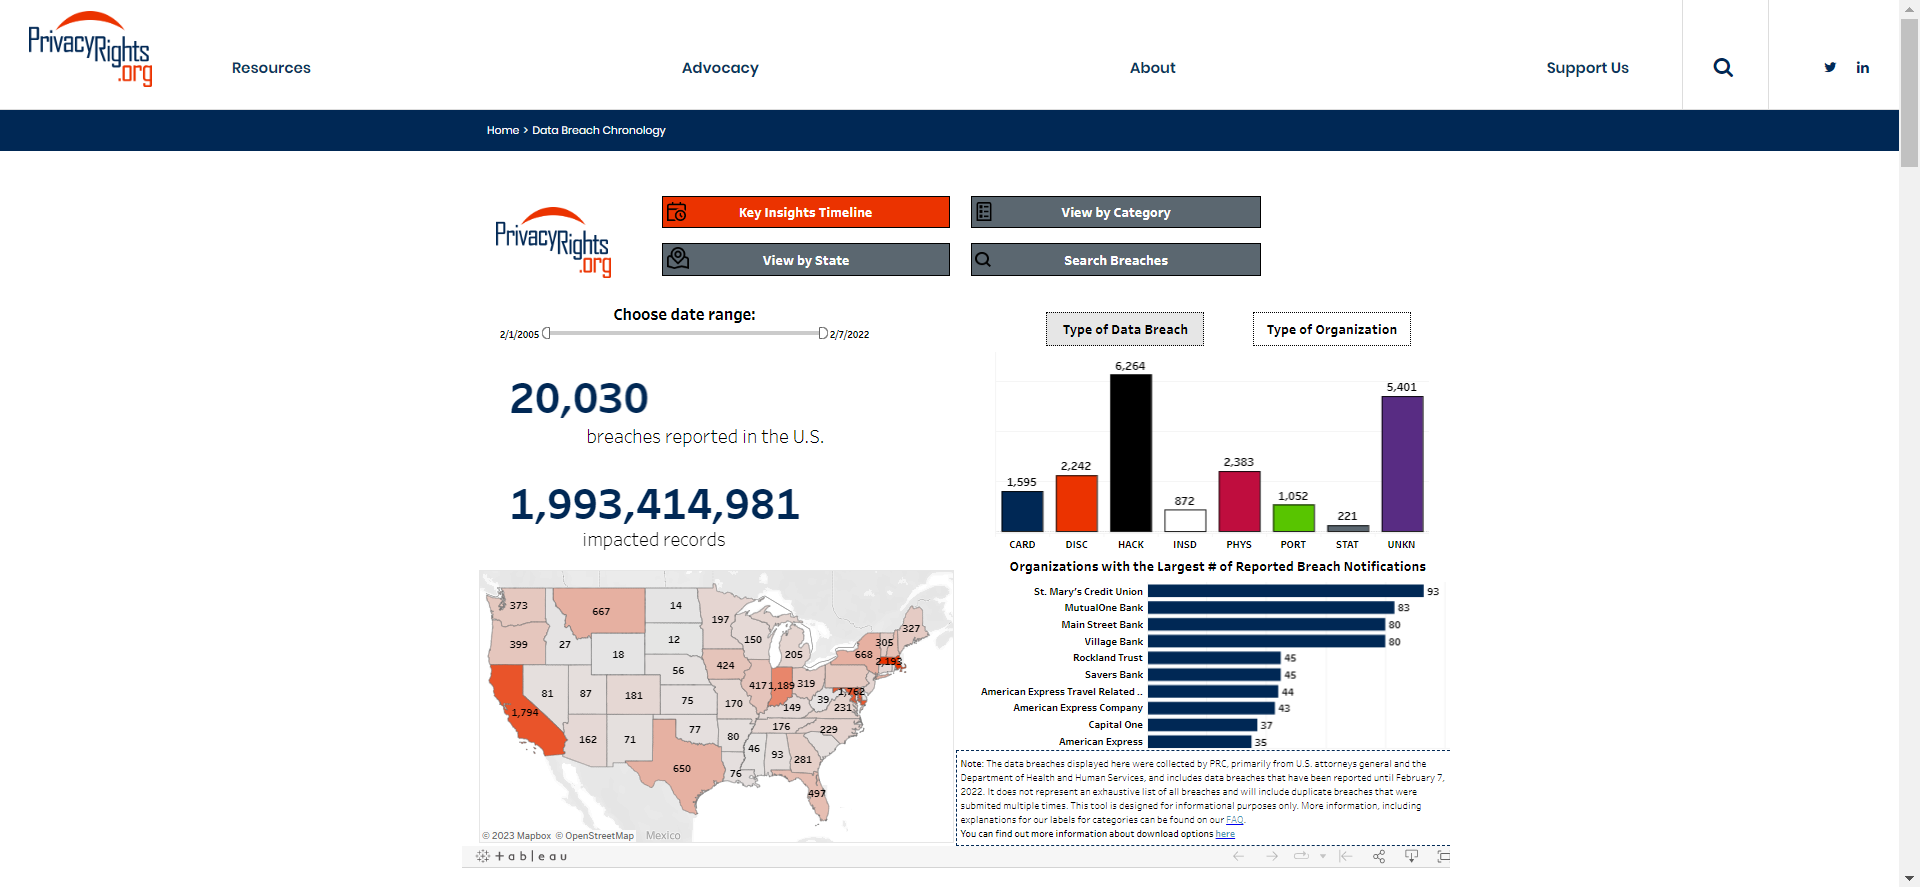 PrivacyRights
.org
Resources
Advocacy
About
Support Us
Home > Data Breach Chronology
PrivacyRights
.org
Key Insights Timeline
View by Category
View by State
Search Breaches
Choose date range:
2/1/2005
2/7/2022
20,030
breaches reported in the U.S.
1,993,414,981
impacted records
Type of Data Breach
Type of Organization
6,264
5,401
2,383
2,242
1,595
1,052
872
221
CARD DISC HACK INSD PHYS PORT STAT UNKN
Organizations with the Largest # of Reported Breach Notifications
St. Mary's Credit Union 93
MutualOne Bank 83
Main Street Bank 80
Village Bank 80
Rockland Trust 45
Savers Bank 45
American Express Travel Related .. 44
American Express Company 43
Capital One 37
American Express 35
373 667 14 197 327
399 27 18 12 150 205 668 305 2,193
56 424 417 1,189 319 1,762
81 87 181 75 170 149 39 231
1,794 162 71 77 80 176 229
46 93 281
650 76 497
© 2023 Mapbox © OpenStreetMap Mexico
Note: The data breaches displayed here were collected by PRC, primarily from U.S. attorneys general and the
Department of Health and Human Services, and includes data breaches that have been reported until February 7,
2022. It does not represent an exhaustive list of all breaches and will include duplicate breaches that were
submited multiple times. This tool is designed for informational purposes only. More information, including
explanations for our labels for categories can be found on our FAQ.
You can find out more information about download options here
+ableau